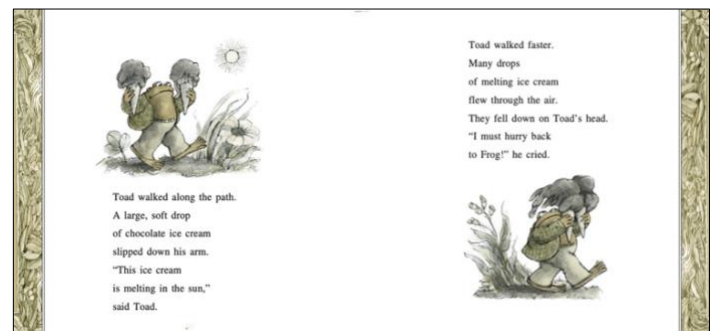 Toad walked along the path.
A large, soft drop
of chocolate ice cream
slipped down his arm.
“This ice cream
is melting in the sun,”
said Toad.
Toad walked faster.
Many drops
of melting ice cream
flew through the air.
They fell down on Toad’s head.
“I must hurry back
to Frog!” he cried.